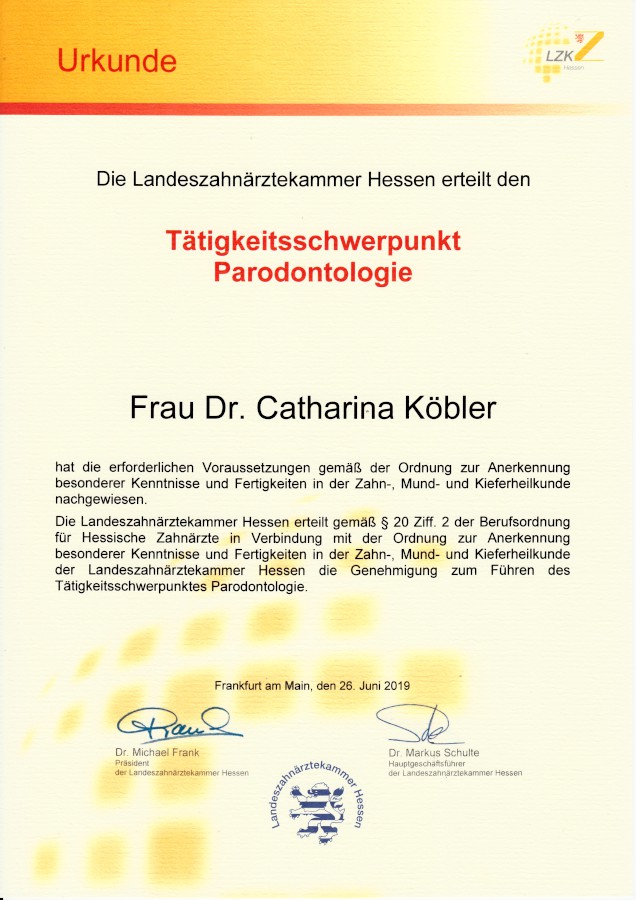 Urkunde
LZK
Hessen
Die Landeszahnärztekammer Hessen erteilt den
Tätigkeitsschwerpunkt
Parodontologie
Frau Dr. Catharina Köbler
hat die erforderlichen Voraussetzungen gemäß der Ordnung zur Anerkennung
besonderer Kenntnisse und Fertigkeiten in der Zahn-, Mund- und Kieferheilkunde
nachgewiesen.
Die Landeszahnärztekammer Hessen erteilt gemäß § 20 Ziff. 2 der Berufsordnung
für Hessische Zahnärzte in Verbindung mit der Ordnung zur Anerkennung
besonderer Kenntnisse und Fertigkeiten in der Zahn-, Mund- und Kieferheilkunde
der Landeszahnärztekammer Hessen die Genehmigung zum Führen des
Tätigkeitsschwerpunktes Parodontologie.
Frankfurt am Main, den 26. Juni 2019
Dr. Michael Frank
Präsident
der Landeszahnärztekammer Hessen
Dr. Markus Schulte
Hauptgeschäftsführer
der Landeszahnärztekammer Hessen
Landeszahnärztekammer Hessen